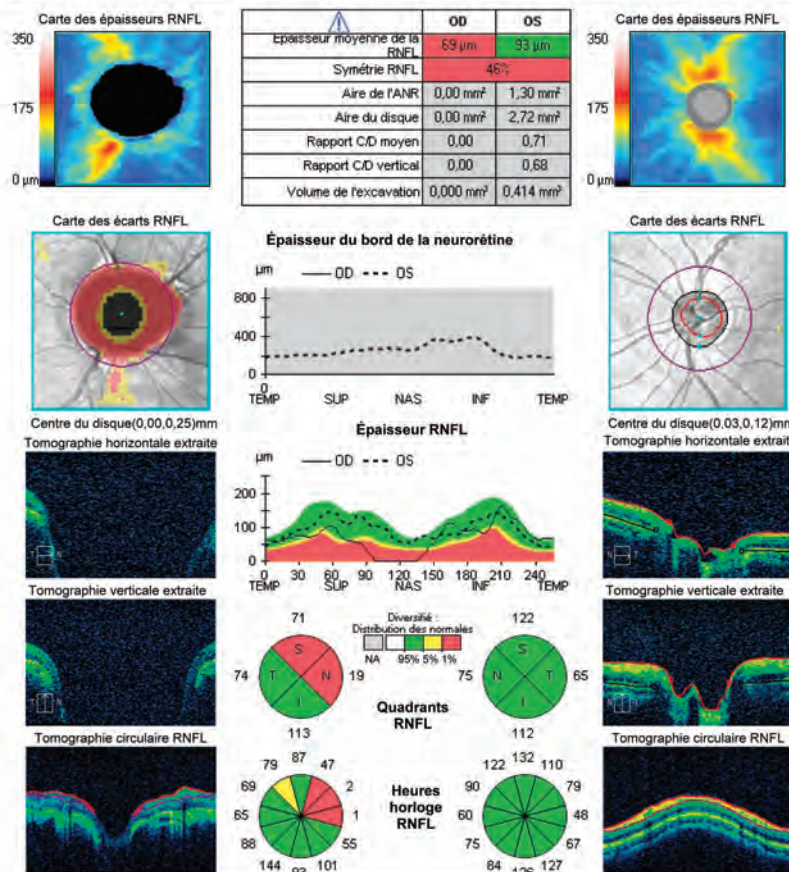 Carte des épaisseurs RNFL
350
175
0 µm
OD OS
Epaisseur moyenne de la RNFL 69 µm 93 µm
Symétrie RNFL 46%
Aire de l'ANR 0,00 mm² 1,30 mm²
Aire du disque 0,00 mm² 2,72 mm²
Rapport C/D moyen 0,00 0,71
Rapport C/D vertical 0,00 0,68
Volume de l'excavation 0,000 mm³ 0,414 mm³
Carte des épaisseurs RNFL
350
175
0 µm
Carte des écarts RNFL
Centre du disque(0,00,0,25)mm
Épaisseur du bord de la neurorétine
µm OD OS
800
400
0
0
TEMP SUP NAS INF TEMP
Carte des écarts RNFL
Centre du disque(0.03,0,12)mm
Tomographie horizontale extraite
T N
Épaisseur RNFL
µm OD OS
200
100
0
0 30 60 90 120 150 180 210 240
TEMP SUP NAS INF TEMP
Tomographie horizontale extraite
N T
Tomographie verticale extraite
N
Diversifié :
Distribution des normales
NA 95% 5% 1%
71
74 S T N I 19
113
Quadrants
RNFL
122
75 S N T I 65
112
Tomographie verticale extraite
N
Tomographie circulaire RNFL
Heures
horloge
RNFL
79 87 47
69 2
65 1
88 55
144 93 101
122 132 110
90 79
60 48
75 67
84 126 127
Tomographie circulaire RNFL